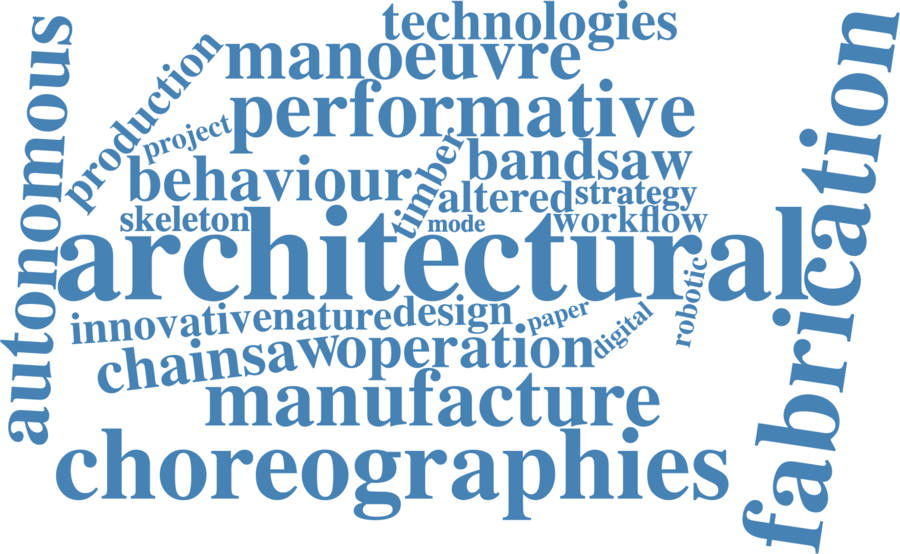 technologies
manoeuvre
autonomous
production
project
performative
fabrication
behaviour
timber
bandsaw
altered
strategy
skeleton
mode
workflow
architectural
robotic
innovative
nature
design
paper
digital
chainsaw
operation
manufacture
choreographies